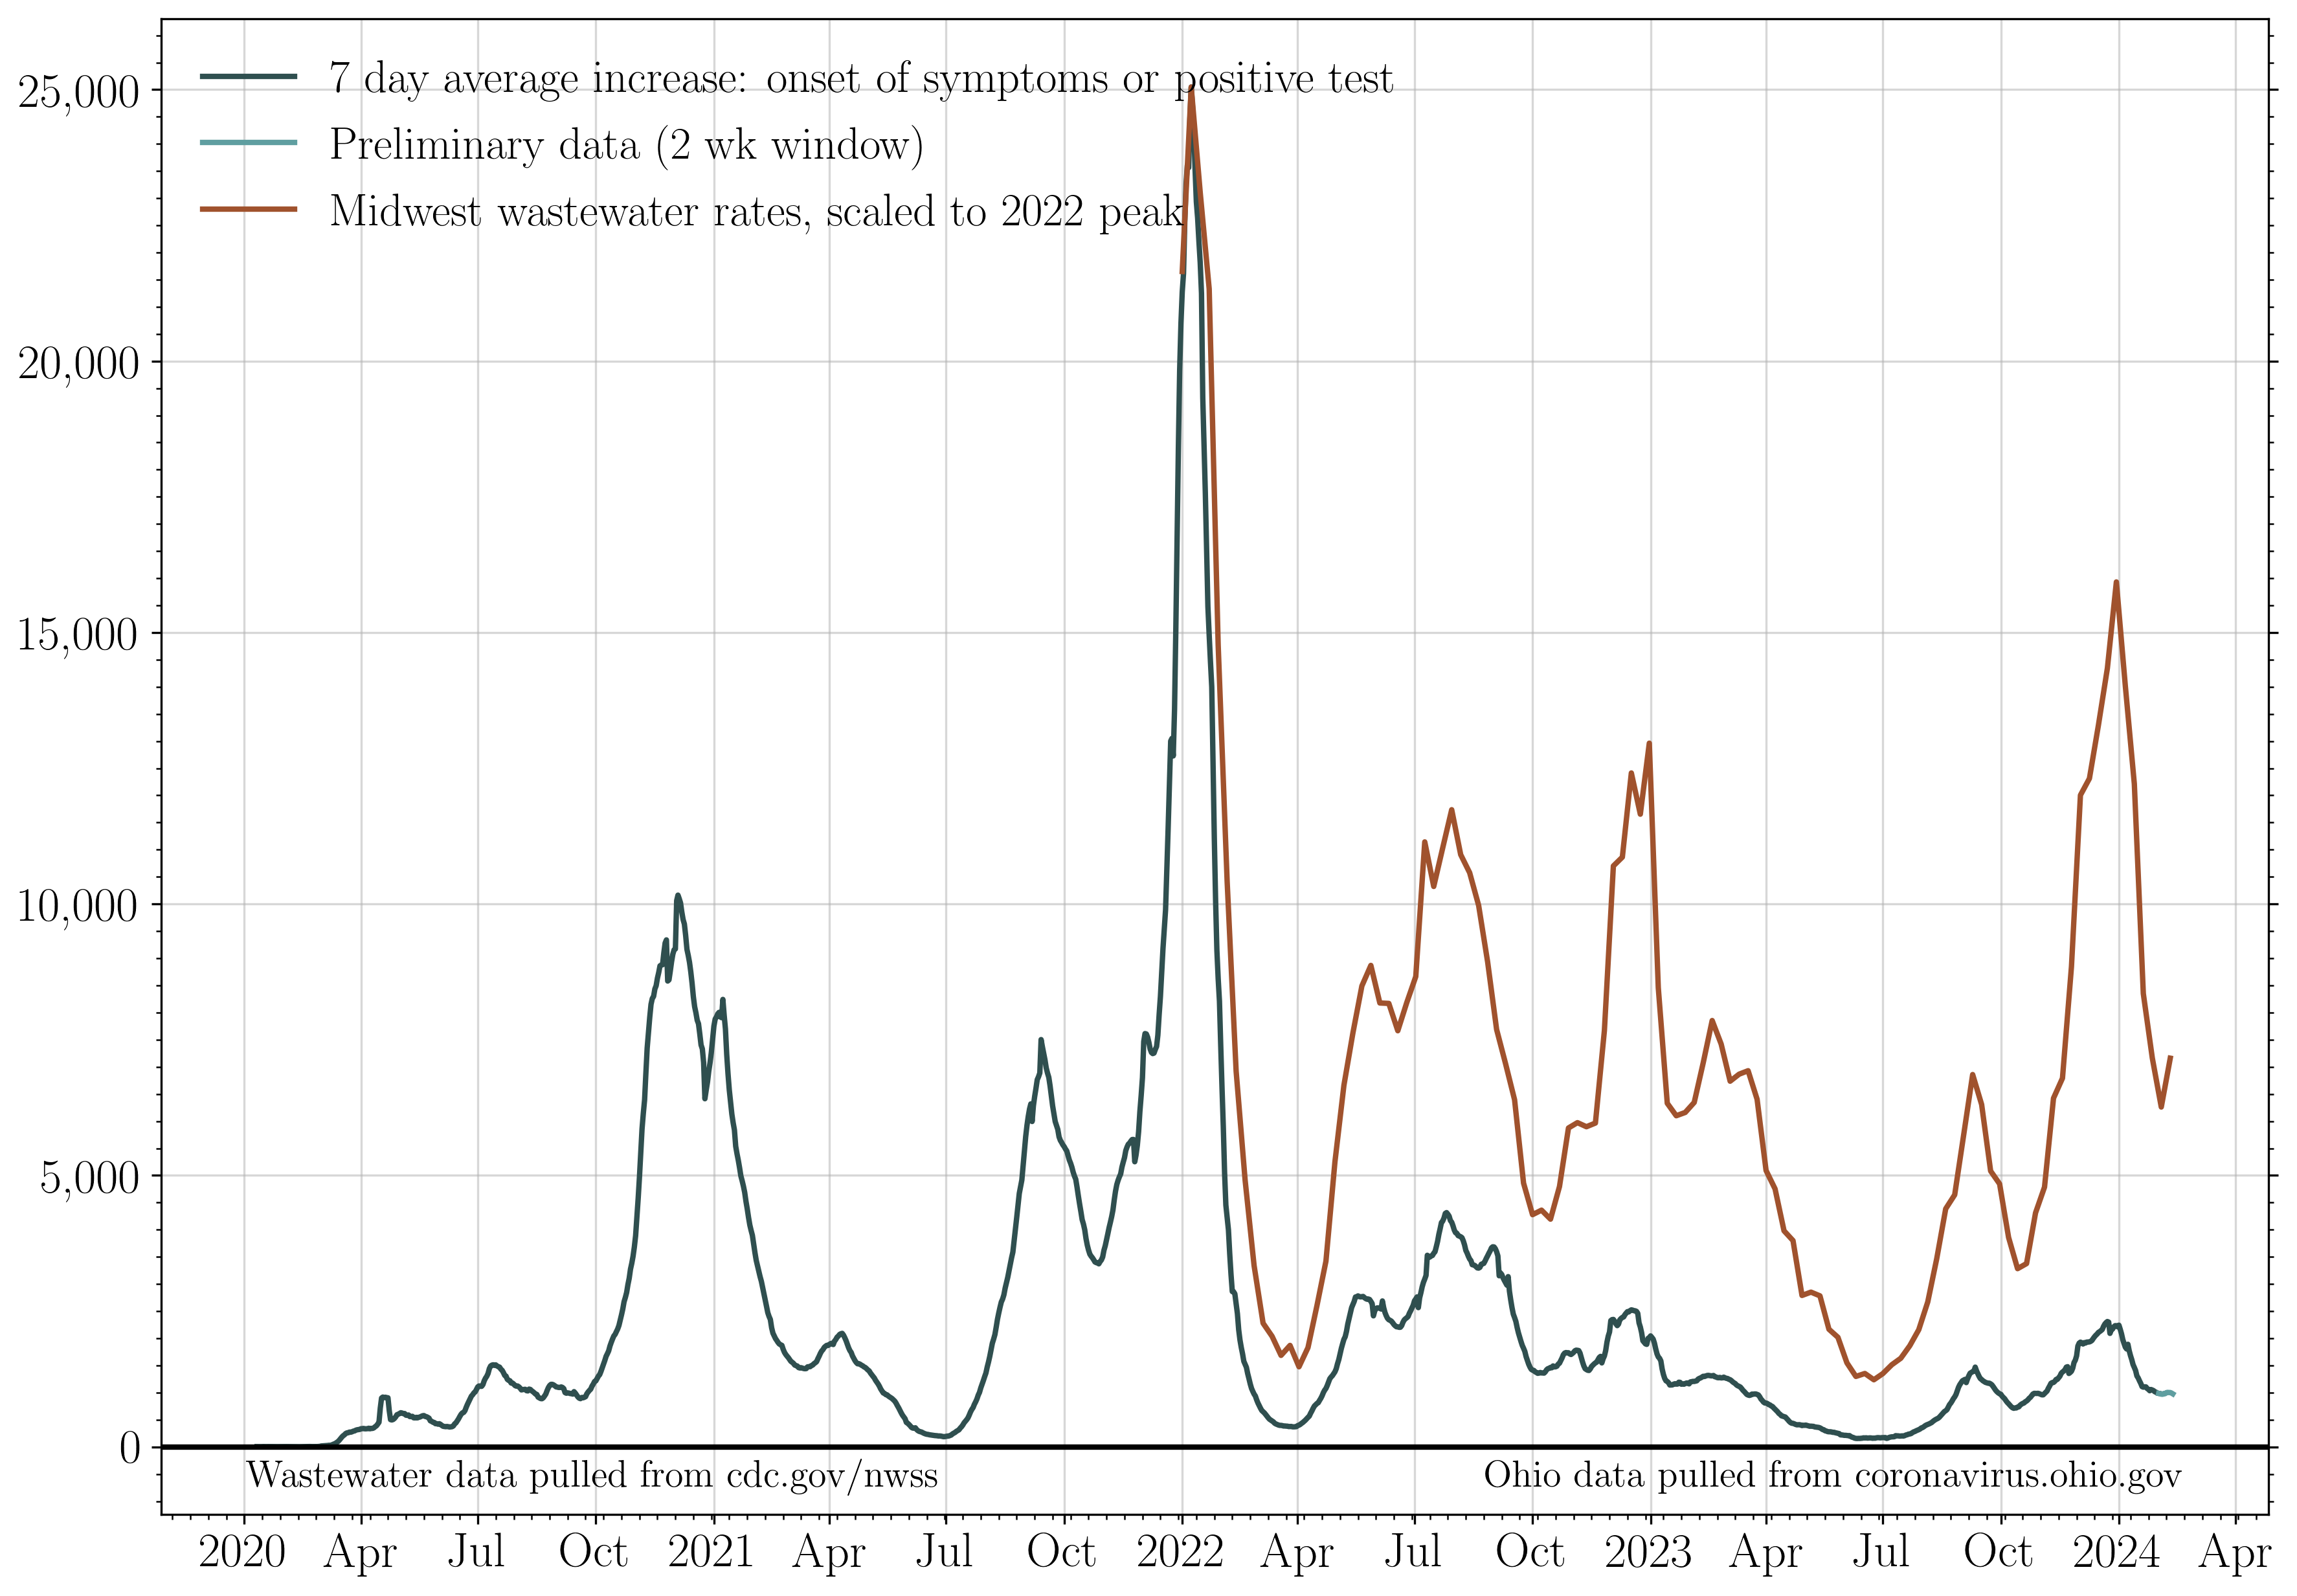 7 day average increase: onset of symptoms or positive test
Preliminary data (2 wk window)
Midwest wastewater rates, scaled to 2022 peak
25,000
20,000
15,000
10,000
5,000
0
Wastewater data pulled from cdc.gov/nwss
Ohio data pulled from coronavirus.ohio.gov
2020 Apr Jul Oct 2021 Apr Jul Oct 2022 Apr Jul Oct 2023 Apr Jul Oct 2024 Apr